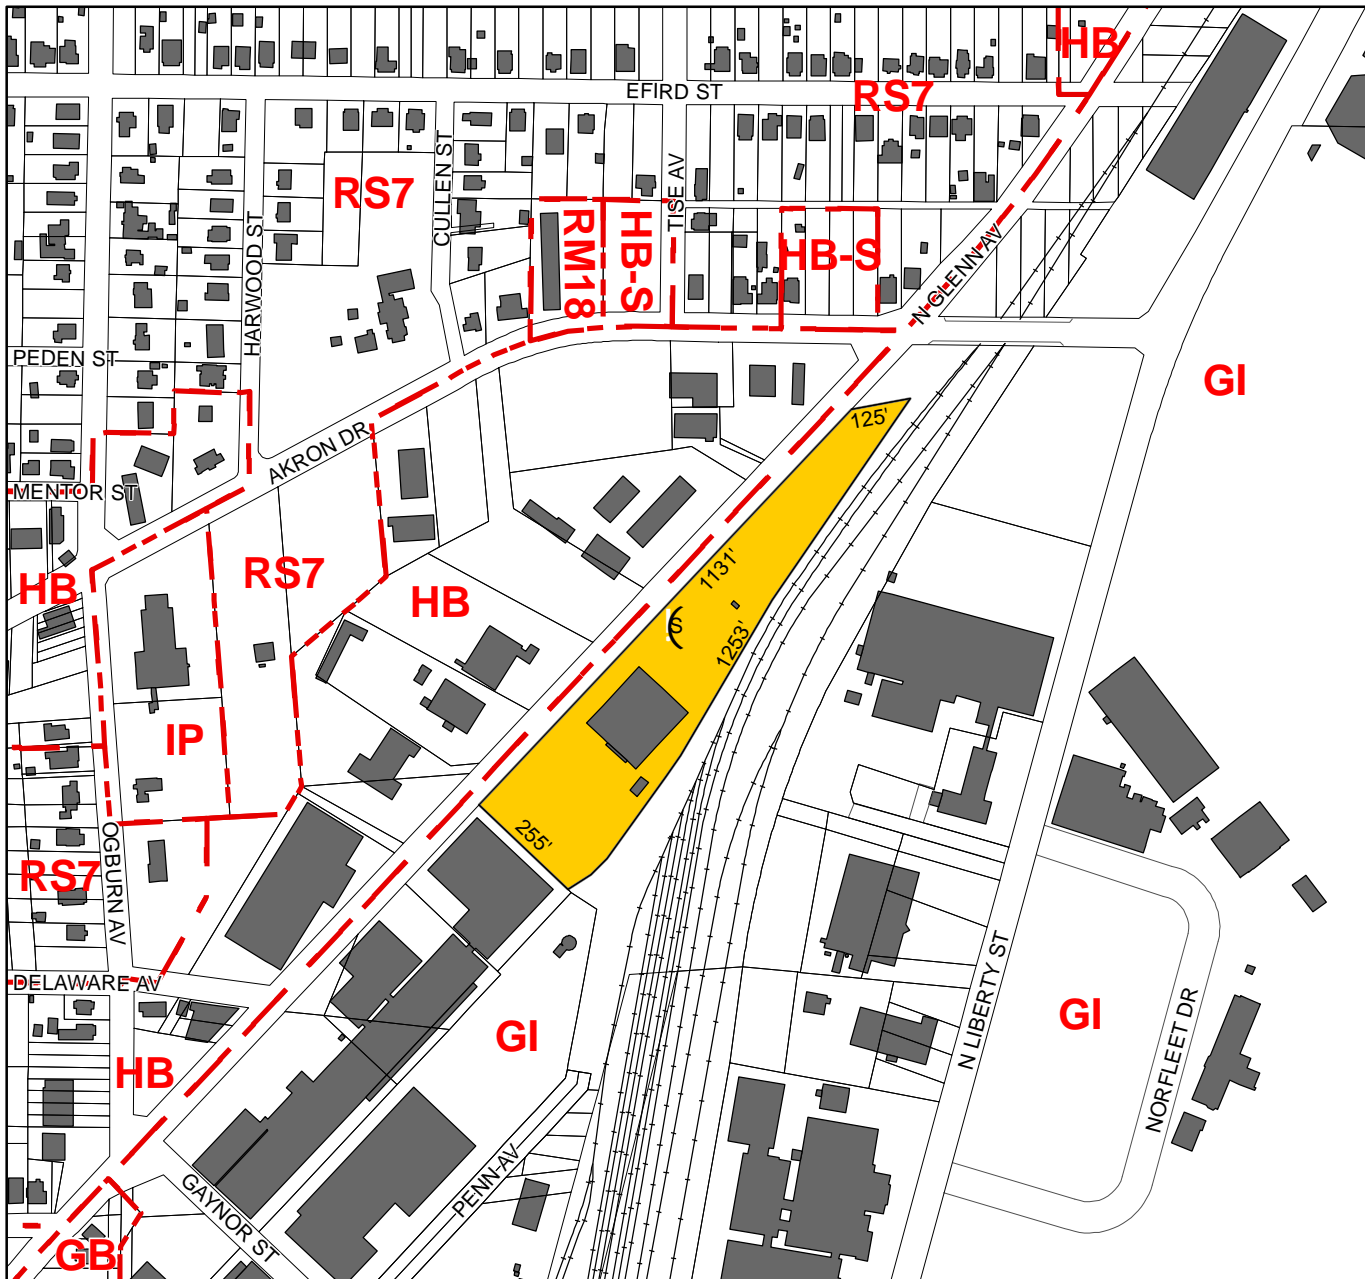 HB
EFIRD ST
RS7
RS7
CULLEN ST
TISE AV
HARWOOD ST
RM18
HB-S
HB-S
N GLENN AV
PEDEN ST
GI
125'
AKRON DR
MENTOR ST
HB
RS7
HB
1131'
S
1253'
IP
255'
OGBURN AV
RS7
DELAWARE AV
N LIBERTY ST
GI
GI
NORFLEET DR
HB
PENN AV
GAYNOR ST
GB